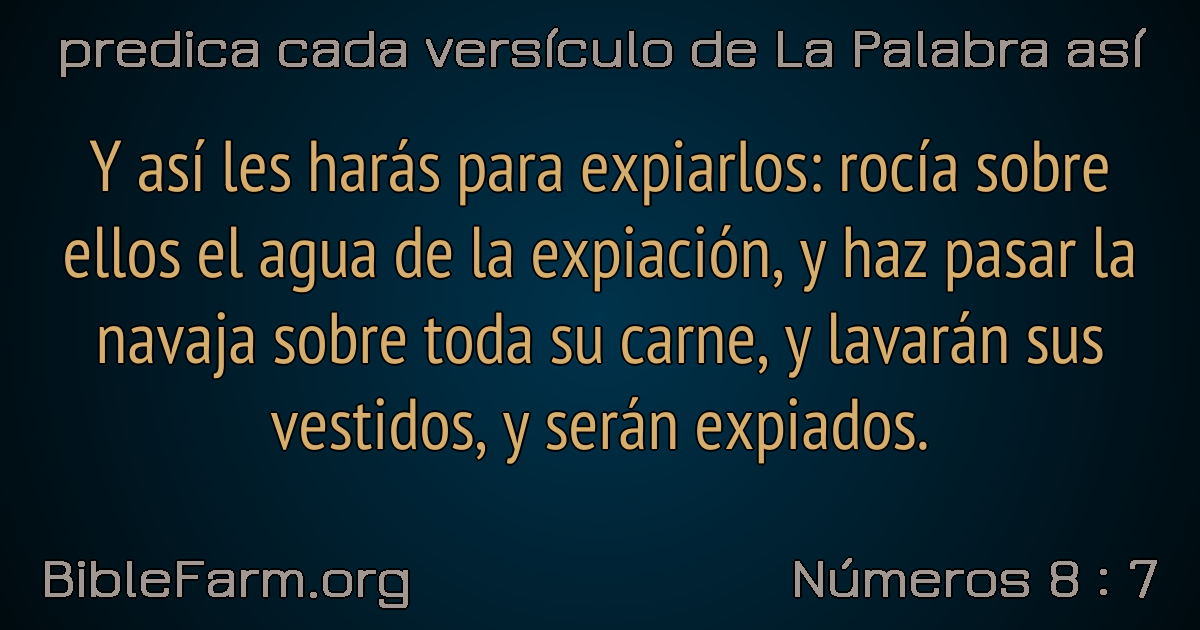 predica cada versículo de La Palabra así
Y así les harás para expiarlos: rocía sobre
ellos el agua de la expiación, y haz pasar la
navaja sobre toda su carne, y lavarán sus
vestidos, y serán expiados.
BibleFarm.org
Números 8 : 7